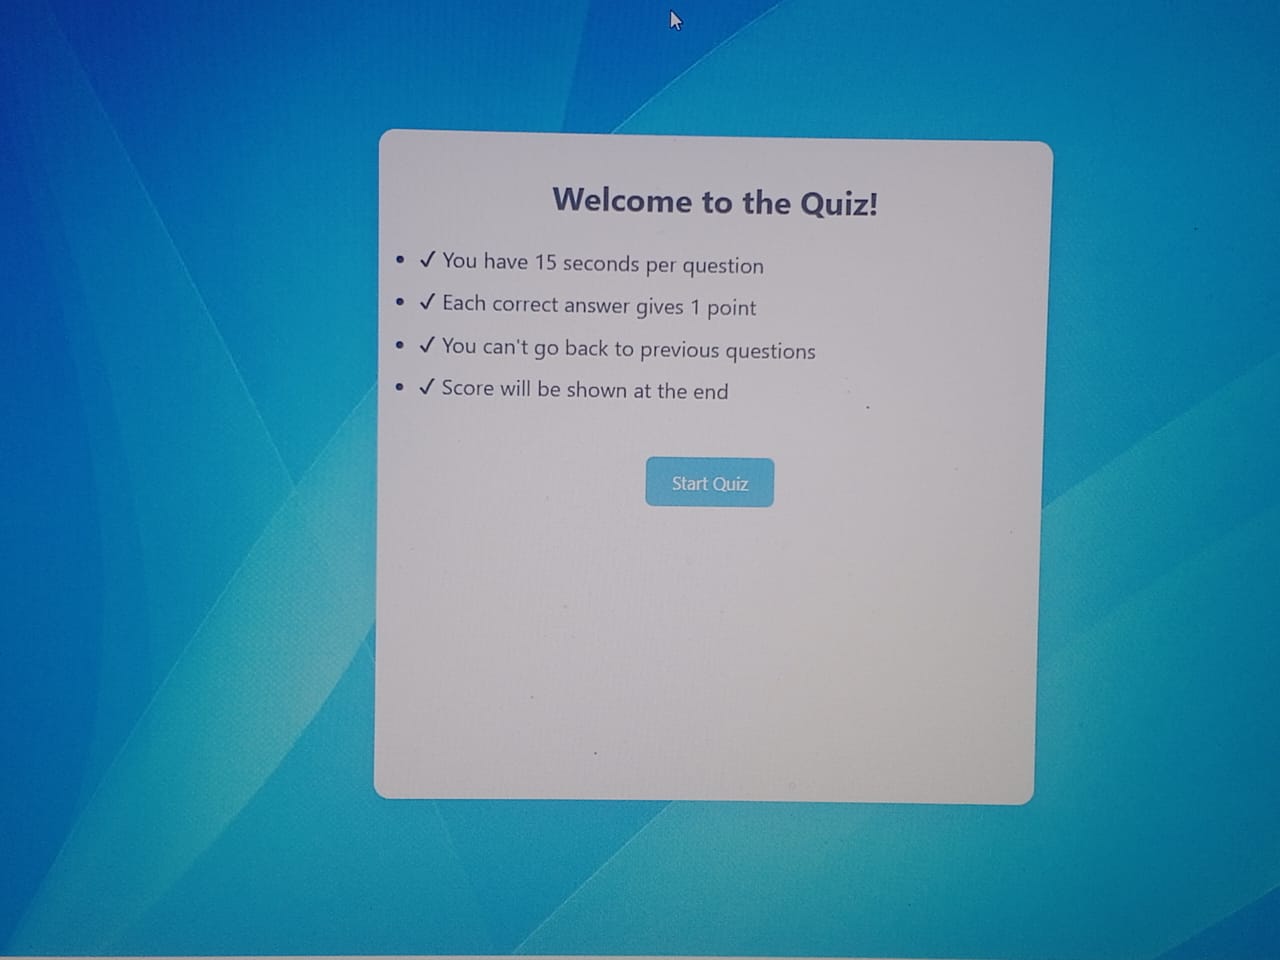 Welcome to the Quiz!
• ✓ You have 15 seconds per question
• ✓ Each correct answer gives 1 point
• ✓ You can't go back to previous questions
• ✓ Score will be shown at the end
Start Quiz